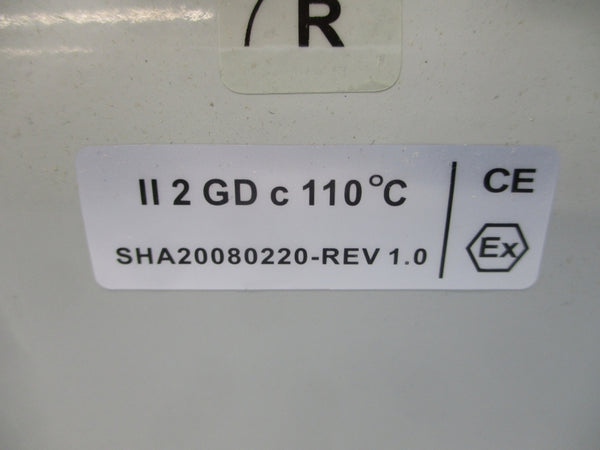 R
II 2 GD c 110 °C
SHA20080220-REV 1.0
CE
Ex